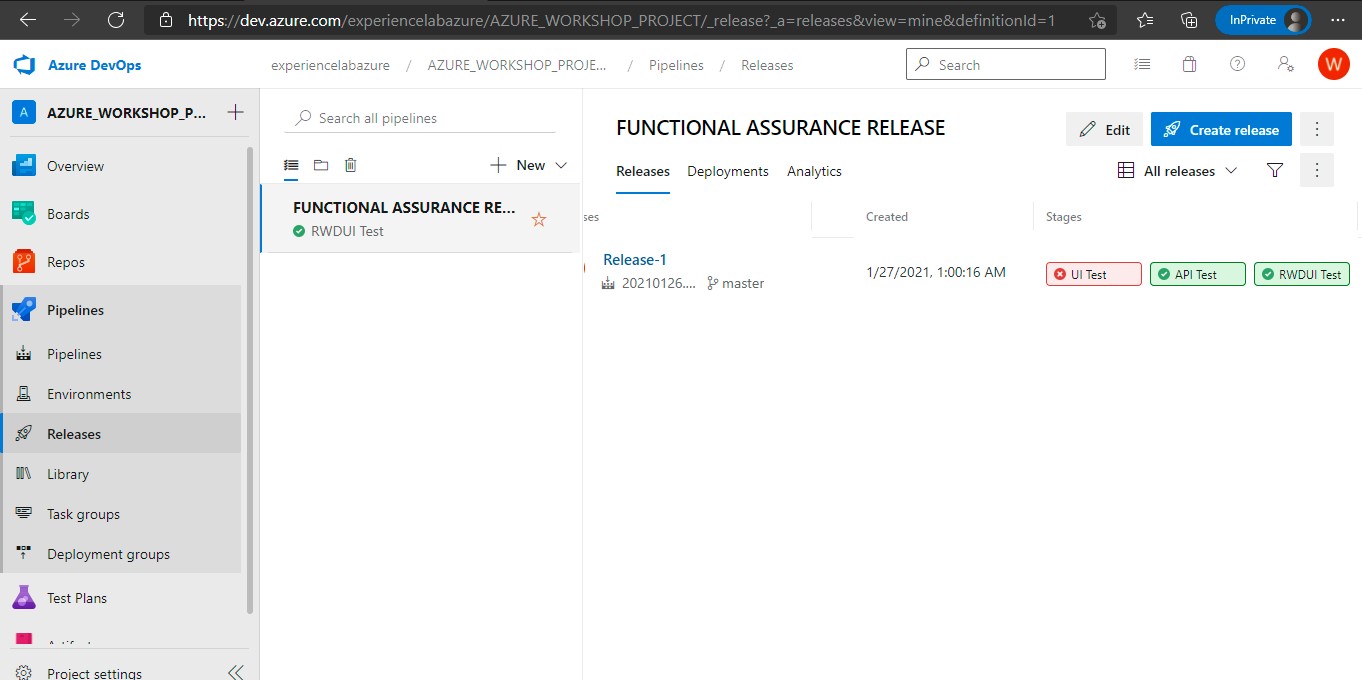 https://dev.azure.com/experiencelabazure/AZURE_WORKSHOP_PROJECT/_release?_a=releases&view=mine&definitionId=1
InPrivate
Azure DevOps
experiencelabazure / AZURE_WORKSHOP_PROJE... / Pipelines / Releases
Search
W
A AZURE_WORKSHOP_P...
Overview
Boards
Repos
Pipelines
Pipelines
Environments
Releases
Library
Task groups
Deployment groups
Test Plans
Project settings
Search all pipelines
New
FUNCTIONAL ASSURANCE RE...
RWDUI Test
FUNCTIONAL ASSURANCE RELEASE
Edit
Create release
Releases Deployments Analytics
All releases
ses Created Stages
Release-1
20210126.... master
1/27/2021, 1:00:16 AM
UI Test API Test RWDUI Test